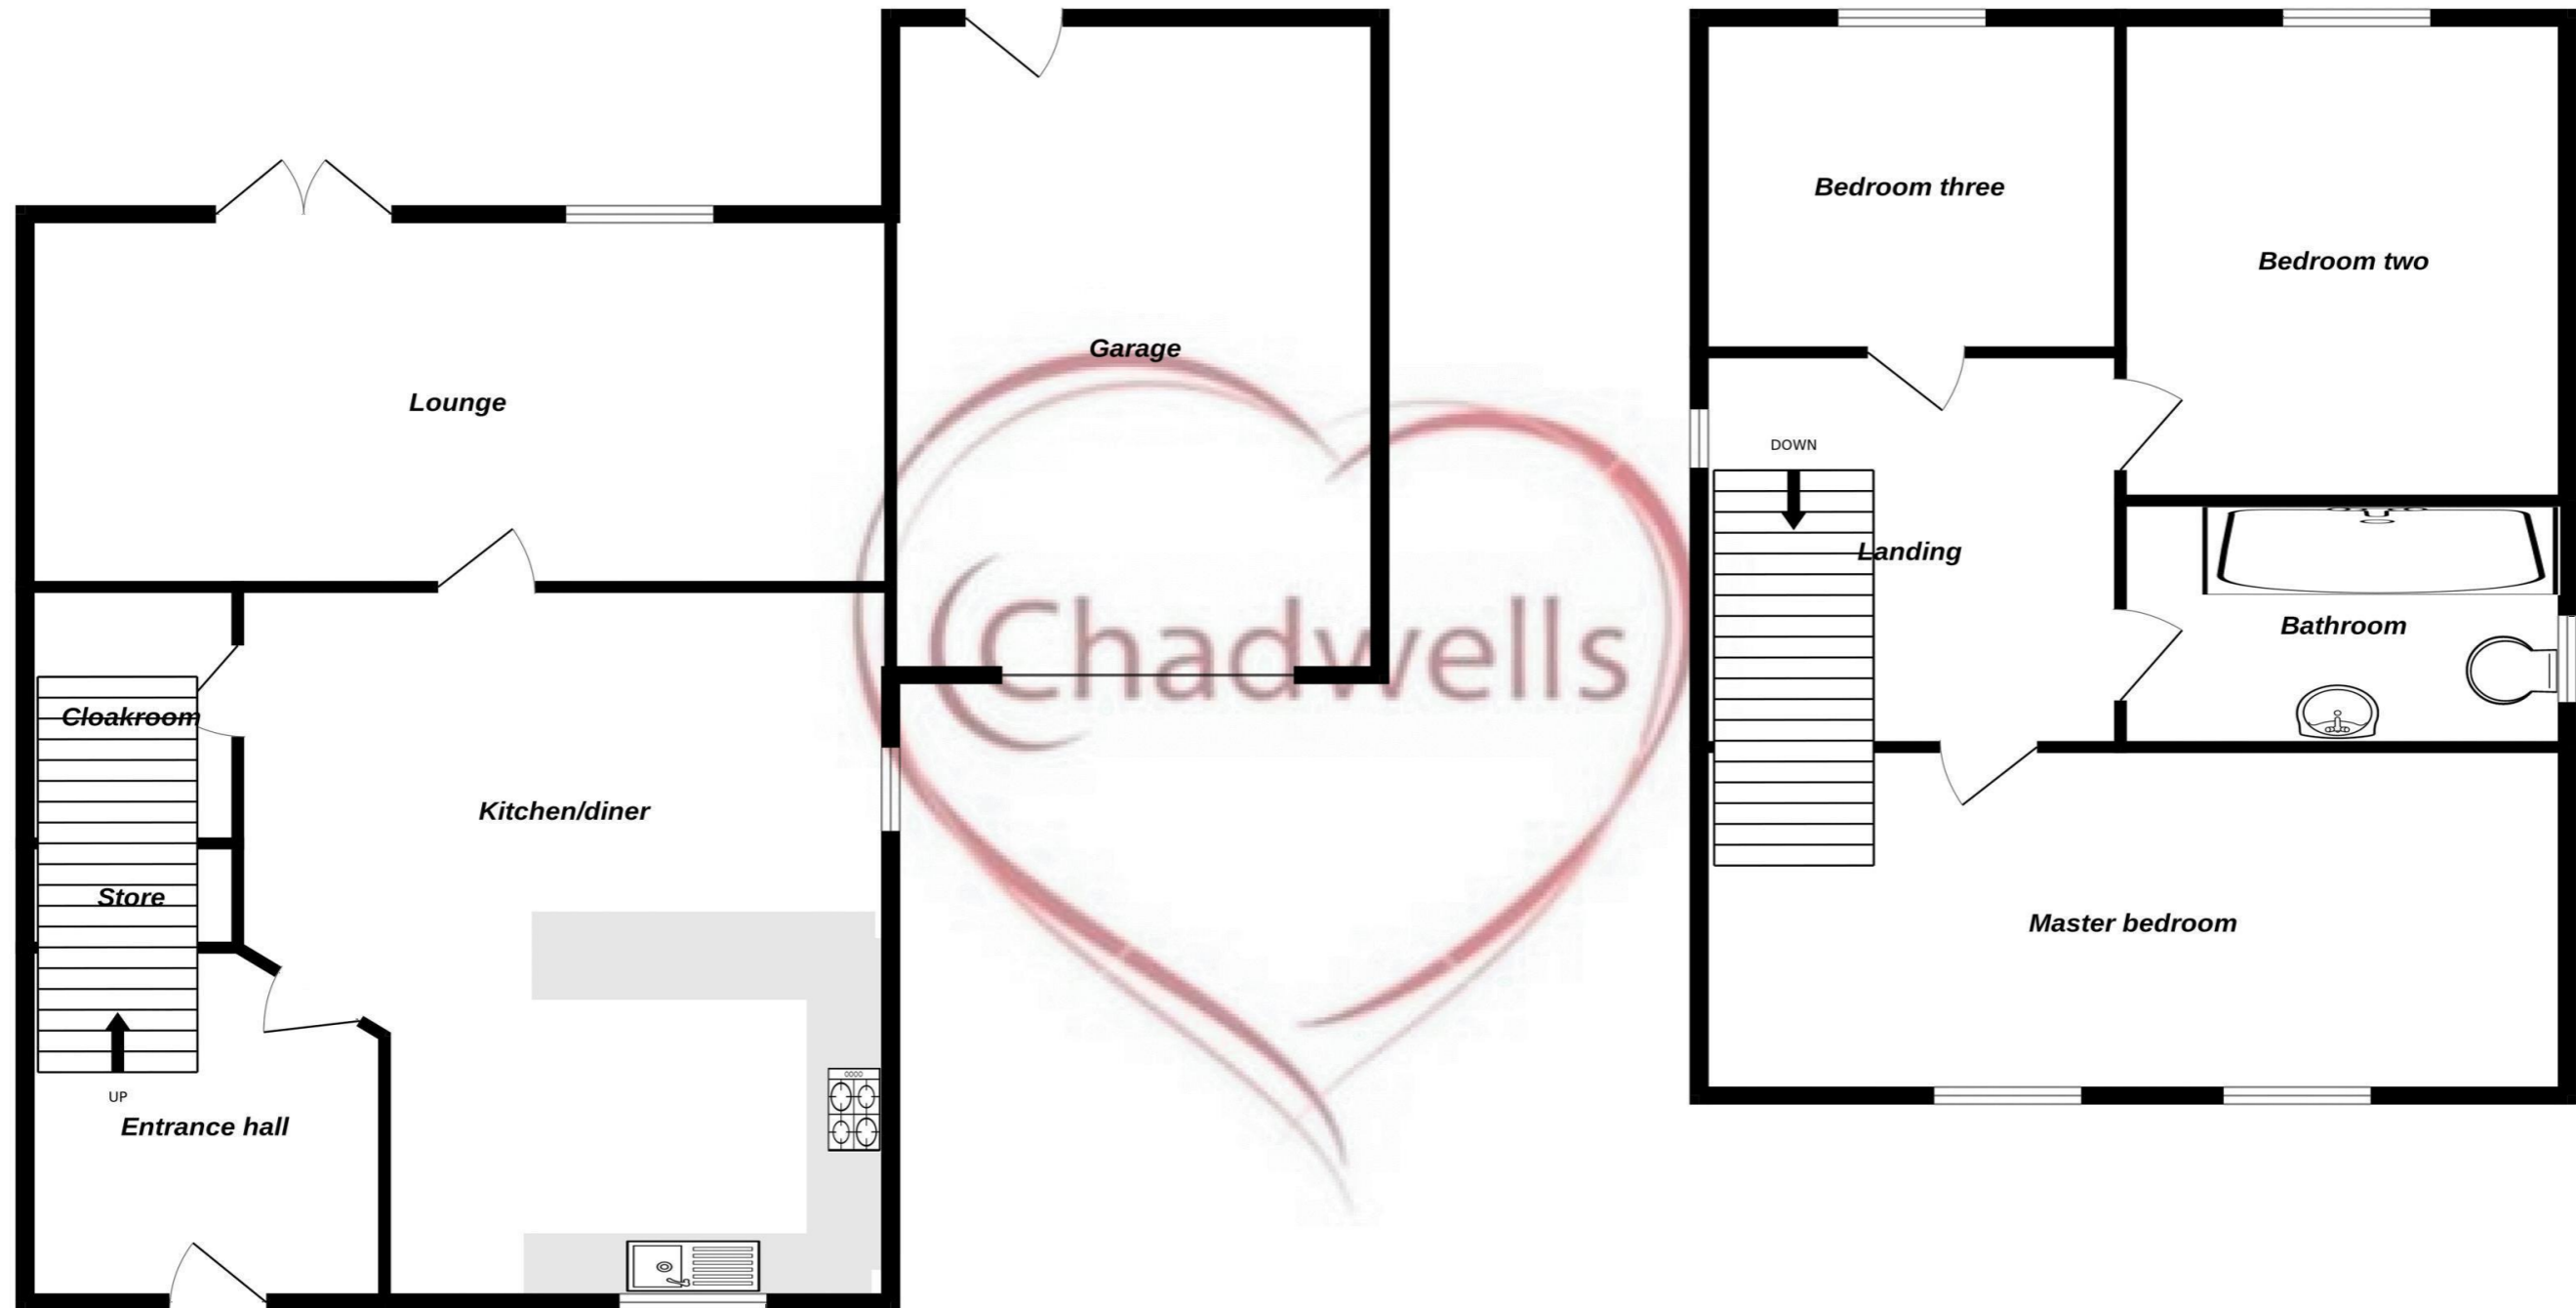 Lounge
Garage
Cloakroom
Kitchen/diner
Store
UP
Entrance hall
Chadwells
Bedroom three
Bedroom two
DOWN
Landing
Bathroom
Master bedroom